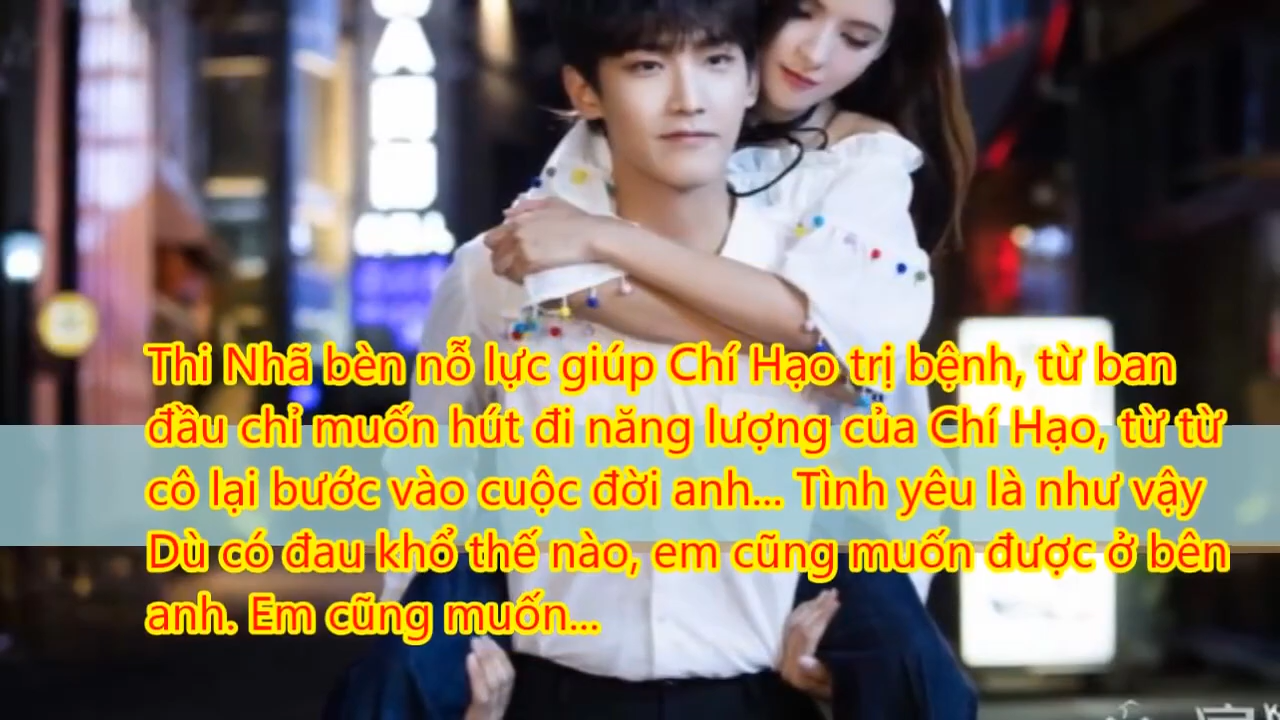 Thi Nhã bèn nỗ lực giúp Chí Hạo trị bệnh, từ ban
đầu chỉ muốn hút đi năng lượng của Chí Hạo, từ từ
cô lại bước vào cuộc đời anh... Tình yêu là như vậy
Dù có đau khổ thế nào, em cũng muốn được ở bên
anh. Em cũng muốn...